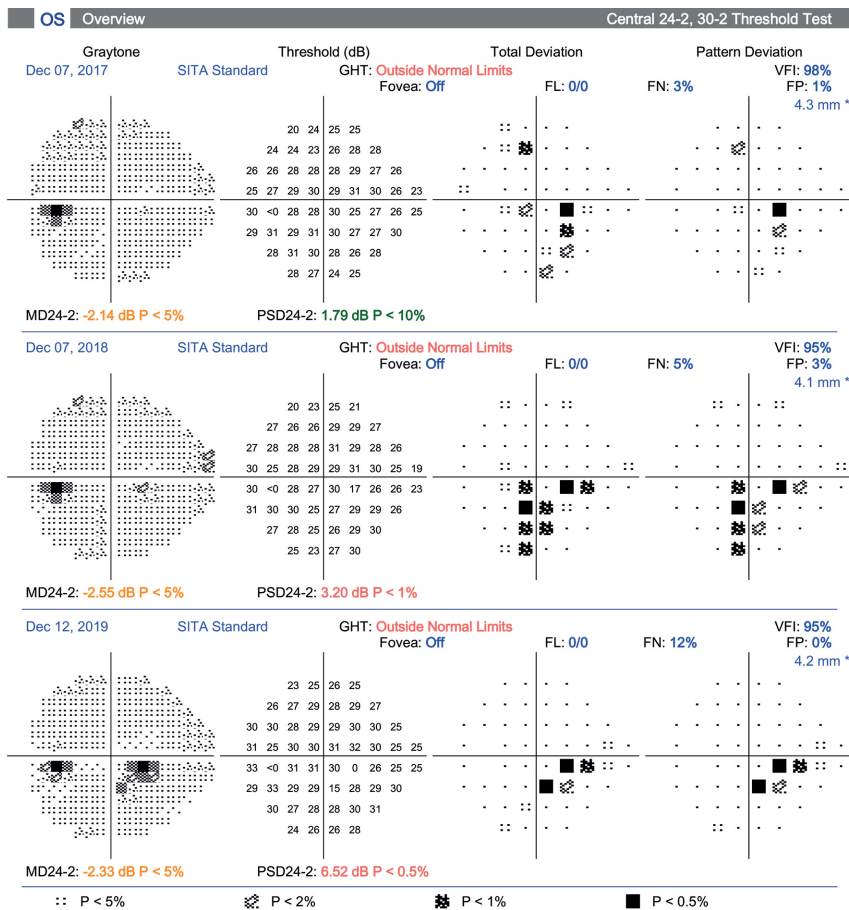 OS Overview Central 24-2, 30-2 Threshold Test
Graytone Threshold (dB) Total Deviation Pattern Deviation
Dec 07, 2017 SITA Standard GHT: Outside Normal Limits VFI: 98%
Fovea: Off FL: 0/0 FN: 3% FP: 1%
4.3 mm *
20 24 25 25
24 24 23 26 28 28
26 26 28 28 28 29 27 26
25 27 29 30 29 31 30 26 23
30 <0 28 28 30 25 27 26 25
29 31 29 31 30 27 27 30
28 31 30 28 26 28
28 27 24 25
MD24-2: -2.14 dB P < 5% PSD24-2: 1.79 dB P < 10%
Dec 07, 2018 SITA Standard GHT: Outside Normal Limits VFI: 95%
Fovea: Off FL: 0/0 FN: 5% FP: 3%
4.1 mm *
20 23 25 21
27 26 26 29 29 27
27 28 28 28 31 29 28 26
30 25 28 29 29 31 30 25 19
30 <0 28 27 30 17 26 26 23
31 30 30 25 27 29 29 26
27 28 25 26 29 30
25 23 27 30
MD24-2: -2.55 dB P < 5% PSD24-2: 3.20 dB P < 1%
Dec 12, 2019 SITA Standard GHT: Outside Normal Limits VFI: 95%
Fovea: Off FL: 0/0 FN: 12% FP: 0%
4.2 mm *
23 25 26 25
26 27 29 28 29 27
30 30 28 29 29 30 30 25
31 25 30 30 31 32 30 25 25
33 <0 31 31 30 0 26 25 25
29 33 29 29 15 28 29 30
30 27 28 28 30 31
24 26 26 28
MD24-2: -2.33 dB P < 5% PSD24-2: 6.52 dB P < 0.5%
P < 5% P < 2% P < 1% P < 0.5%